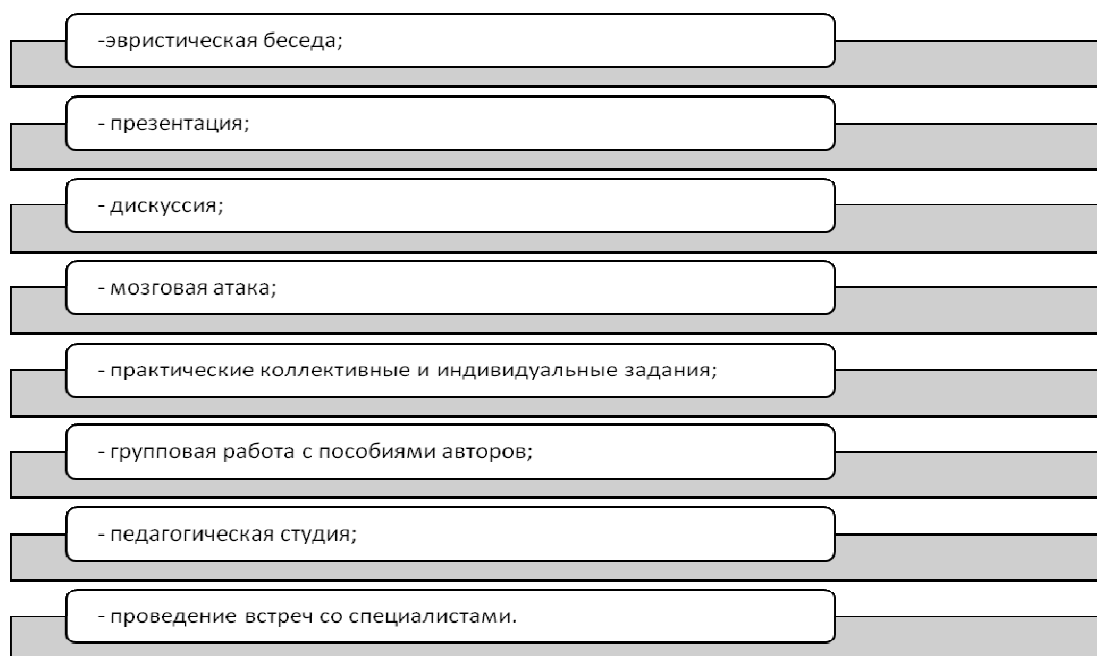 -эвристическая беседа;
- презентация;
- дискуссия;
- мозговая атака;
- практические коллективные и индивидуальные задания;
- групповая работа с пособиями авторов;
- педагогическая студия;
- проведение встреч со специалистами.